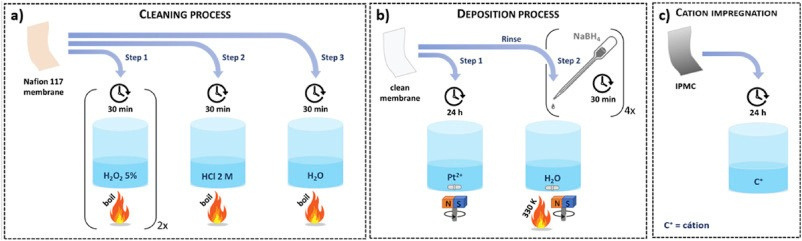 a)
CLEANING PROCESS
Nafion 117
membrane
Step 1
Step 2
Step 3
30 min
30 min
30 min
H₂O₂ 5%
HCl 2 M
H₂O
boil
boil
boil
2x
b)
DEPOSITION PROCESS
clean
membrane
Rinse
Step 1
Step 2
NaBH₄
30 min
4x
24 h
Pt²⁺
H₂O
N S
330 K
N S
c)
CATION IMPREGNATION
IPMC
24 h
C⁺
C⁺ = cátion